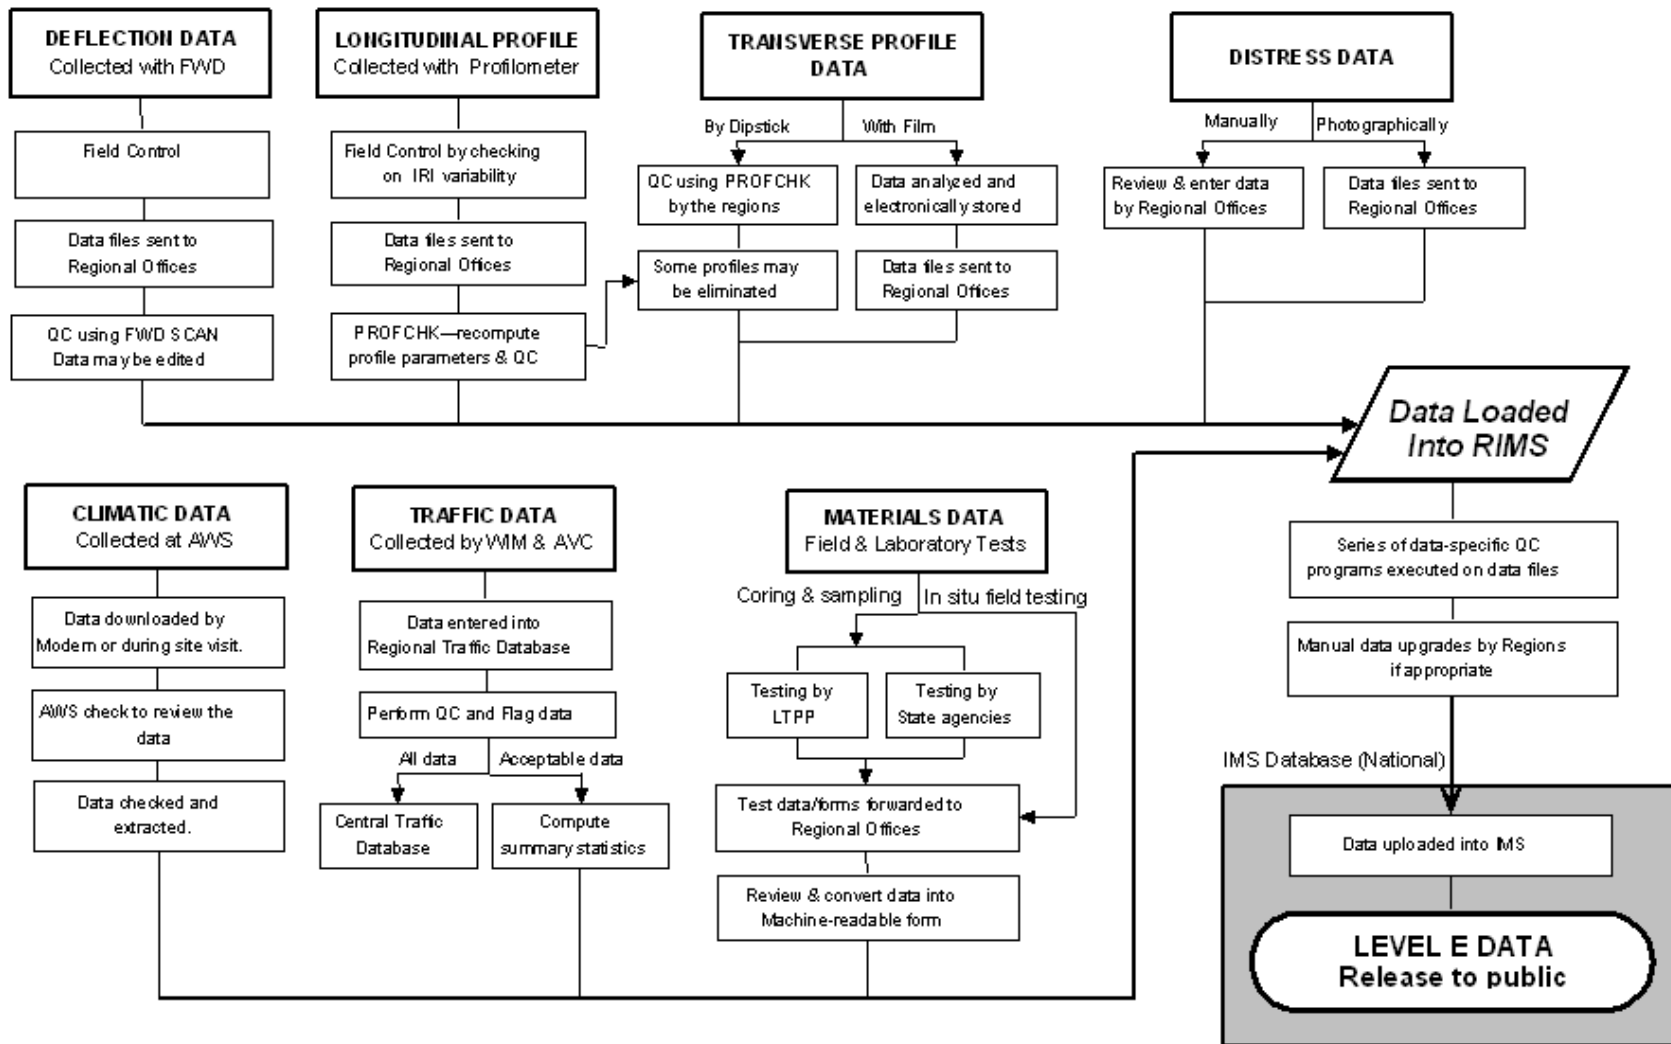 DEFLECTION DATA
Collected with FWD
Field Control
Data files sent to
Regional Offices
QC using FWD SCAN
Data may be edited
LONGITUDINAL PROFILE
Collected with Profilometer
Field Control by checking
on IRI variability
Data files sent to
Regional Offices
PROFCHK—recompute
profile parameters & QC
TRANSVERSE PROFILE
DATA
By Dipstick
With Film
QC using PROFCHK
by the regions
Some profiles may
be eliminated
Data analyzed and
electronically stored
Data files sent to
Regional Offices
DISTRESS DATA
Manually
Photographically
Review & enter data
by Regional Offices
Data files sent to
Regional Offices
Data Loaded
Into RIMS
CLIMATIC DATA
Collected at AWS
Data downloaded by
Modem or during site visit.
AWS check to review the
data
Data checked and
extracted.
TRAFFIC DATA
Collected by WIM & AVC
Data entered into
Regional Traffic Database
Perform QC and Flag data
All data
Acceptable data
Central Traffic
Database
Compute
summary statistics
MATERIALS DATA
Field & Laboratory Tests
Coring & sampling
In situ field testing
Testing by
LTPP
Testing by
State agencies
Test data/forms forwarded to
Regional Offices
Review & convert data into
Machine-readable form
Series of data-specific QC
programs executed on data files
Manual data upgrades by Regions
if appropriate
IMS Database (National)
Data uploaded into IMS
LEVEL E DATA
Release to public